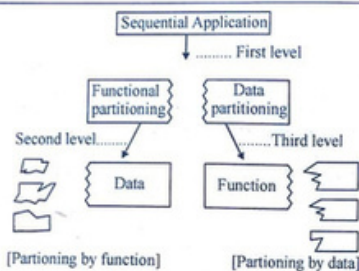 Sequential Application
......... First level
Functional
partitioning
Data
partitioning
Second level......
......Third level
Data
Function
[Partioning by function]
[Partioning by data]